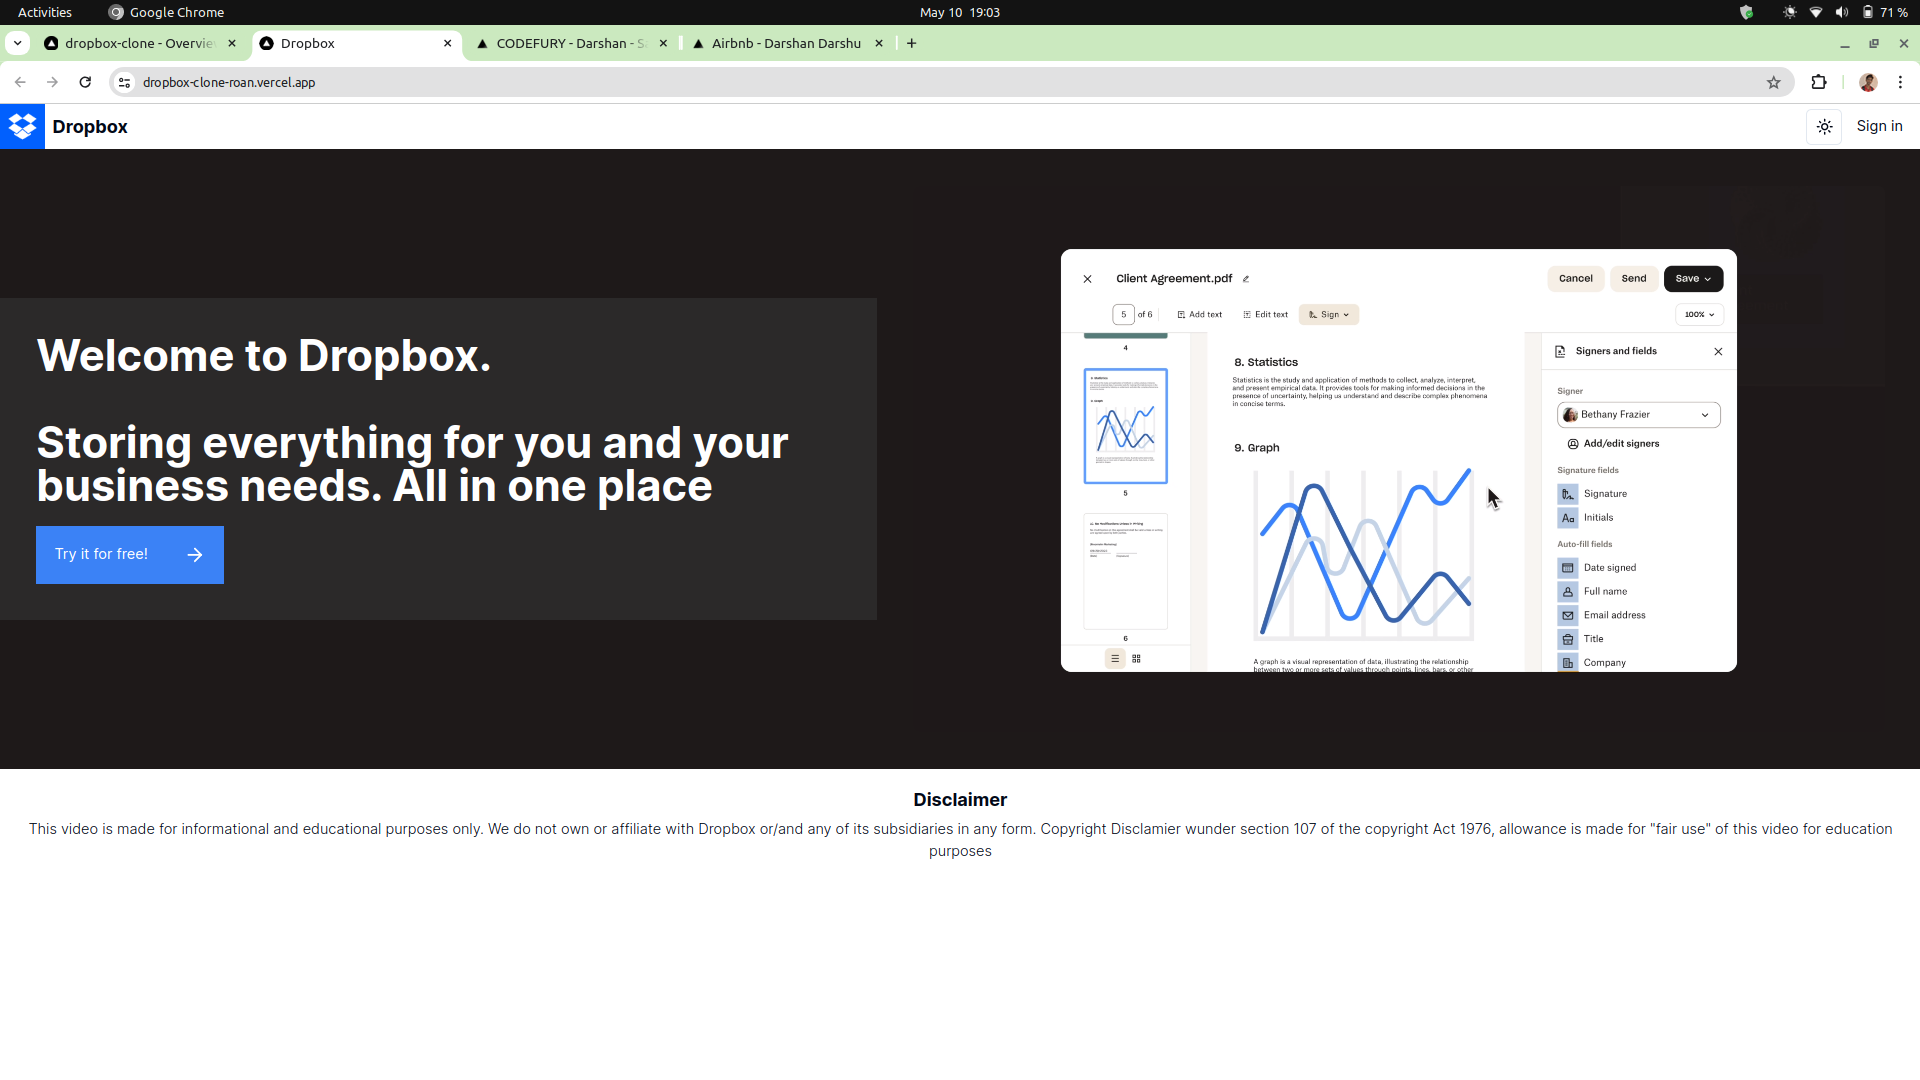 Activities
Google Chrome
May 10 19:03
71 %
dropbox-clone - Overvie
Dropbox
CODEFURY - Darshan - S
Airbnb - Darshan Darshu
dropbox-clone-roan.vercel.app
Dropbox
Sign in
Welcome to Dropbox.
Storing everything for you and your
business needs. All in one place
Try it for free!
Client Agreement.pdf
Cancel
Send
Save
5 of 6
Add text
Edit text
Sign
100%
4
5
6
8. Statistics
Statistics is the study and application of methods to collect, analyze, interpret,
and present empirical data. It provides tools for making informed decisions in the
presence of uncertainty, helping us understand and describe complex phenomena
in concise terms.
9. Graph
A graph is a visual representation of data, illustrating the relationship
between two or more sets of values through points, lines, bars, or other
Signers and fields
Signer
Bethany Frazier
Add/edit signers
Signature fields
Signature
Initials
Auto-fill fields
Date signed
Full name
Email address
Title
Company
Disclaimer
This video is made for informational and educational purposes only. We do not own or affiliate with Dropbox or/and any of its subsidiaries in any form. Copyright Disclamier wunder section 107 of the copyright Act 1976, allowance is made for "fair use" of this video for education
purposes